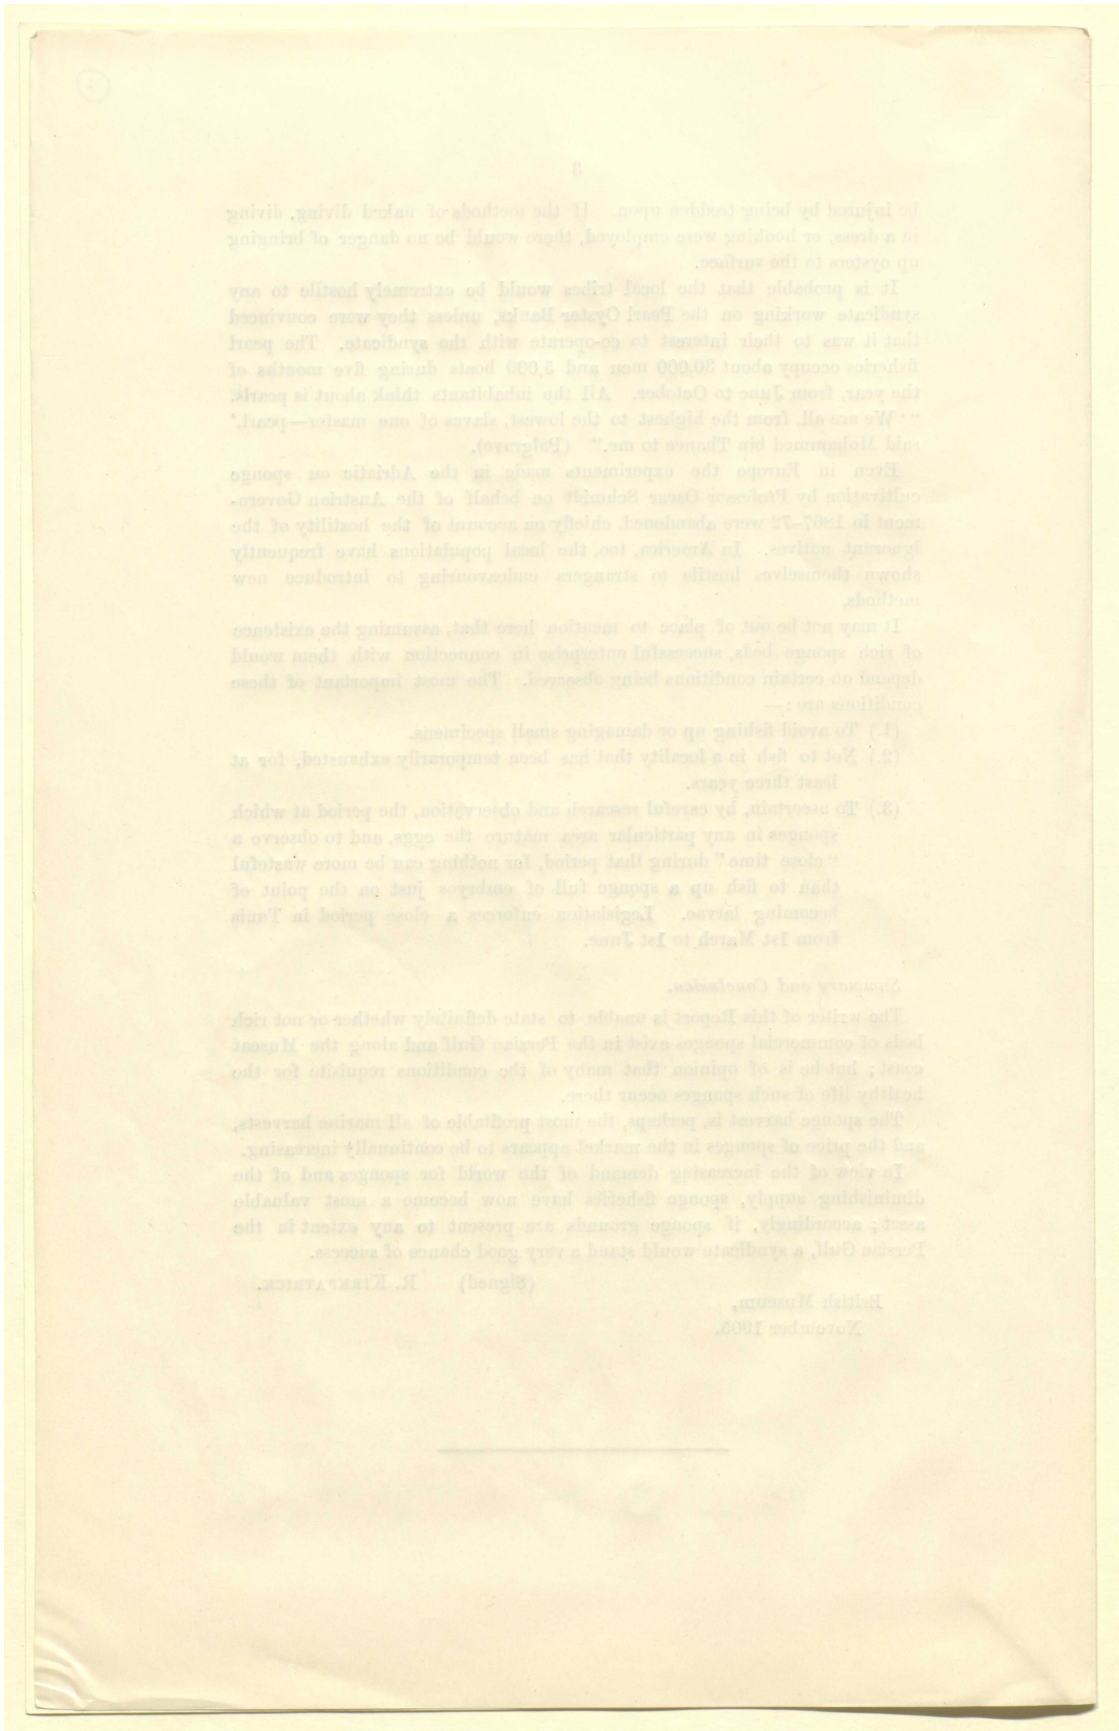 3
be injured by being trodden upon. If the methods of naked diving, diving
in a dress, or hooking were employed, there would be no danger of bringing
up oysters to the surface.
It is probable that the local tribes would be extremely hostile to any
syndicate working on the Pearl Oyster Banks, unless they were convinced
that it was to their interest to co-operate with the syndicate. The pearl
fisheries occupy about 30,000 men and 5,000 boats during five months of
the year, from June to October. All the inhabitants think about is pearls.
"'We are all, from the highest to the lowest, slaves of one master—pearl,'
said Mohammed bin Thanee to me." (Palgrave).
Even in Europe the experiments made in the Adriatic on sponge
cultivation by Professor Oscar Schmidt on behalf of the Austrian Govern-
ment in 1867–72 were abandoned, chiefly on account of the hostility of the
ignorant natives. In America, too, the local populations have frequently
shown themselves hostile to strangers endeavouring to introduce new
methods.
It may not be out of place to mention here that, assuming the existence
of rich sponge beds, successful enterprise in connection with them would
depend on certain conditions being observed. The most important of these
conditions are :—
(1.) To avoid fishing up or damaging small specimens.
(2.) Not to fish in a locality that has been temporarily exhausted, for at
least three years.
(3.) To ascertain, by careful research and observation, the period at which
sponges in any particular area mature the eggs, and to observe a
"close time" during that period, for nothing can be more wasteful
than to fish up a sponge full of embryos just on the point of
becoming larvae. Legislation enforces a close period in Tunis
from 1st March to 1st June.
Summary and Conclusion.
The writer of this Report is unable to state definitely whether or not rich
beds of commercial sponges exist in the Persian Gulf and along the Muscat
coast ; but he is of opinion that many of the conditions requisite for the
healthy life of such sponges occur there.
The sponge harvest is, perhaps, the most profitable of all marine harvests,
and the price of sponges in the market appears to be continually increasing.
In view of the increasing demand of the world for sponges and of the
diminishing supply, sponge fisheries have now become a most valuable
asset ; accordingly, if sponge grounds are present to any extent in the
Persian Gulf, a syndicate would stand a very good chance of success.
(Signed) R. KIRKPATRICK.
British Museum,
November 1905.